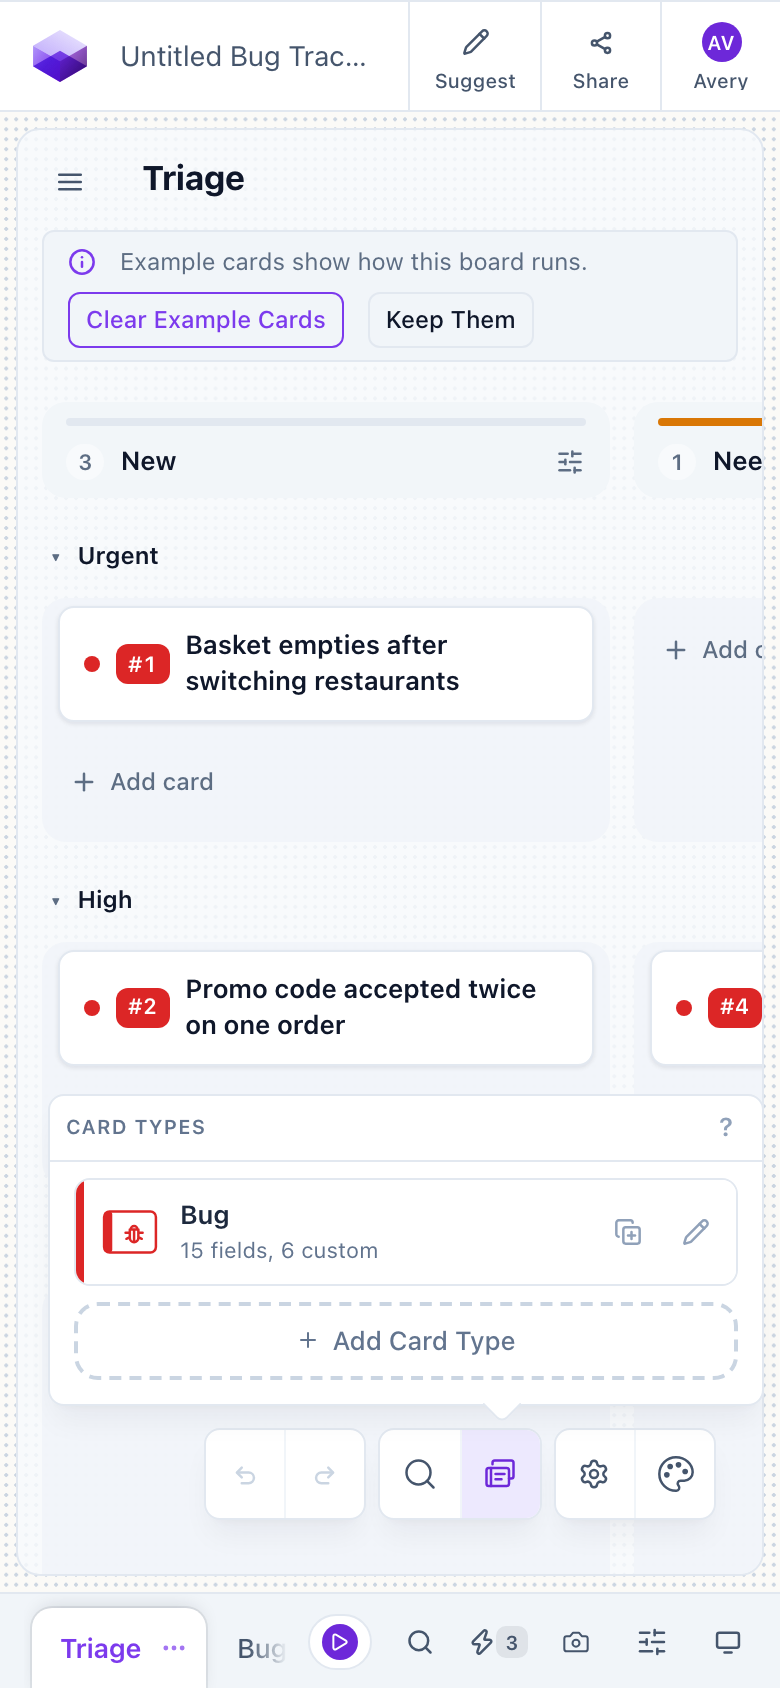 Untitled Bug Trac...
Suggest
Share
AV
Avery
Triage
Example cards show how this board runs.
Clear Example Cards
Keep Them
3 New
1 Nee
Urgent
#1 Basket empties after
switching restaurants
+ Add c
+ Add card
High
#2 Promo code accepted twice
on one order
#4
CARD TYPES ?
Bug
15 fields, 6 custom
+ Add Card Type
Triage ...
Bug
3